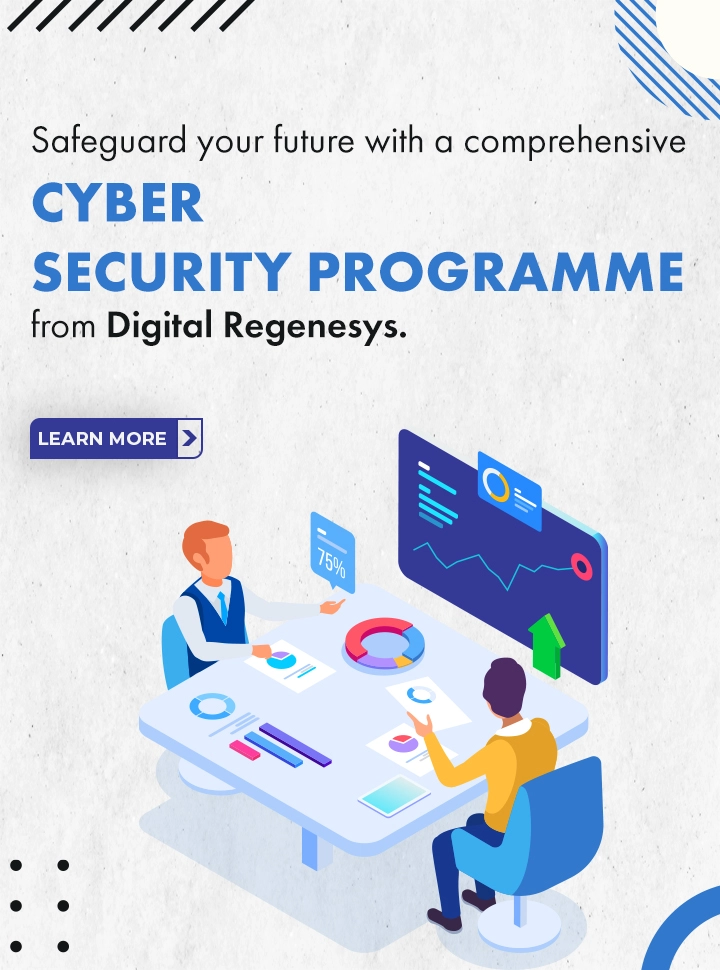 Safeguard your future with a comprehensive
CYBER
SECURITY PROGRAMME
from Digital Regenesys.
LEARN MORE
75%